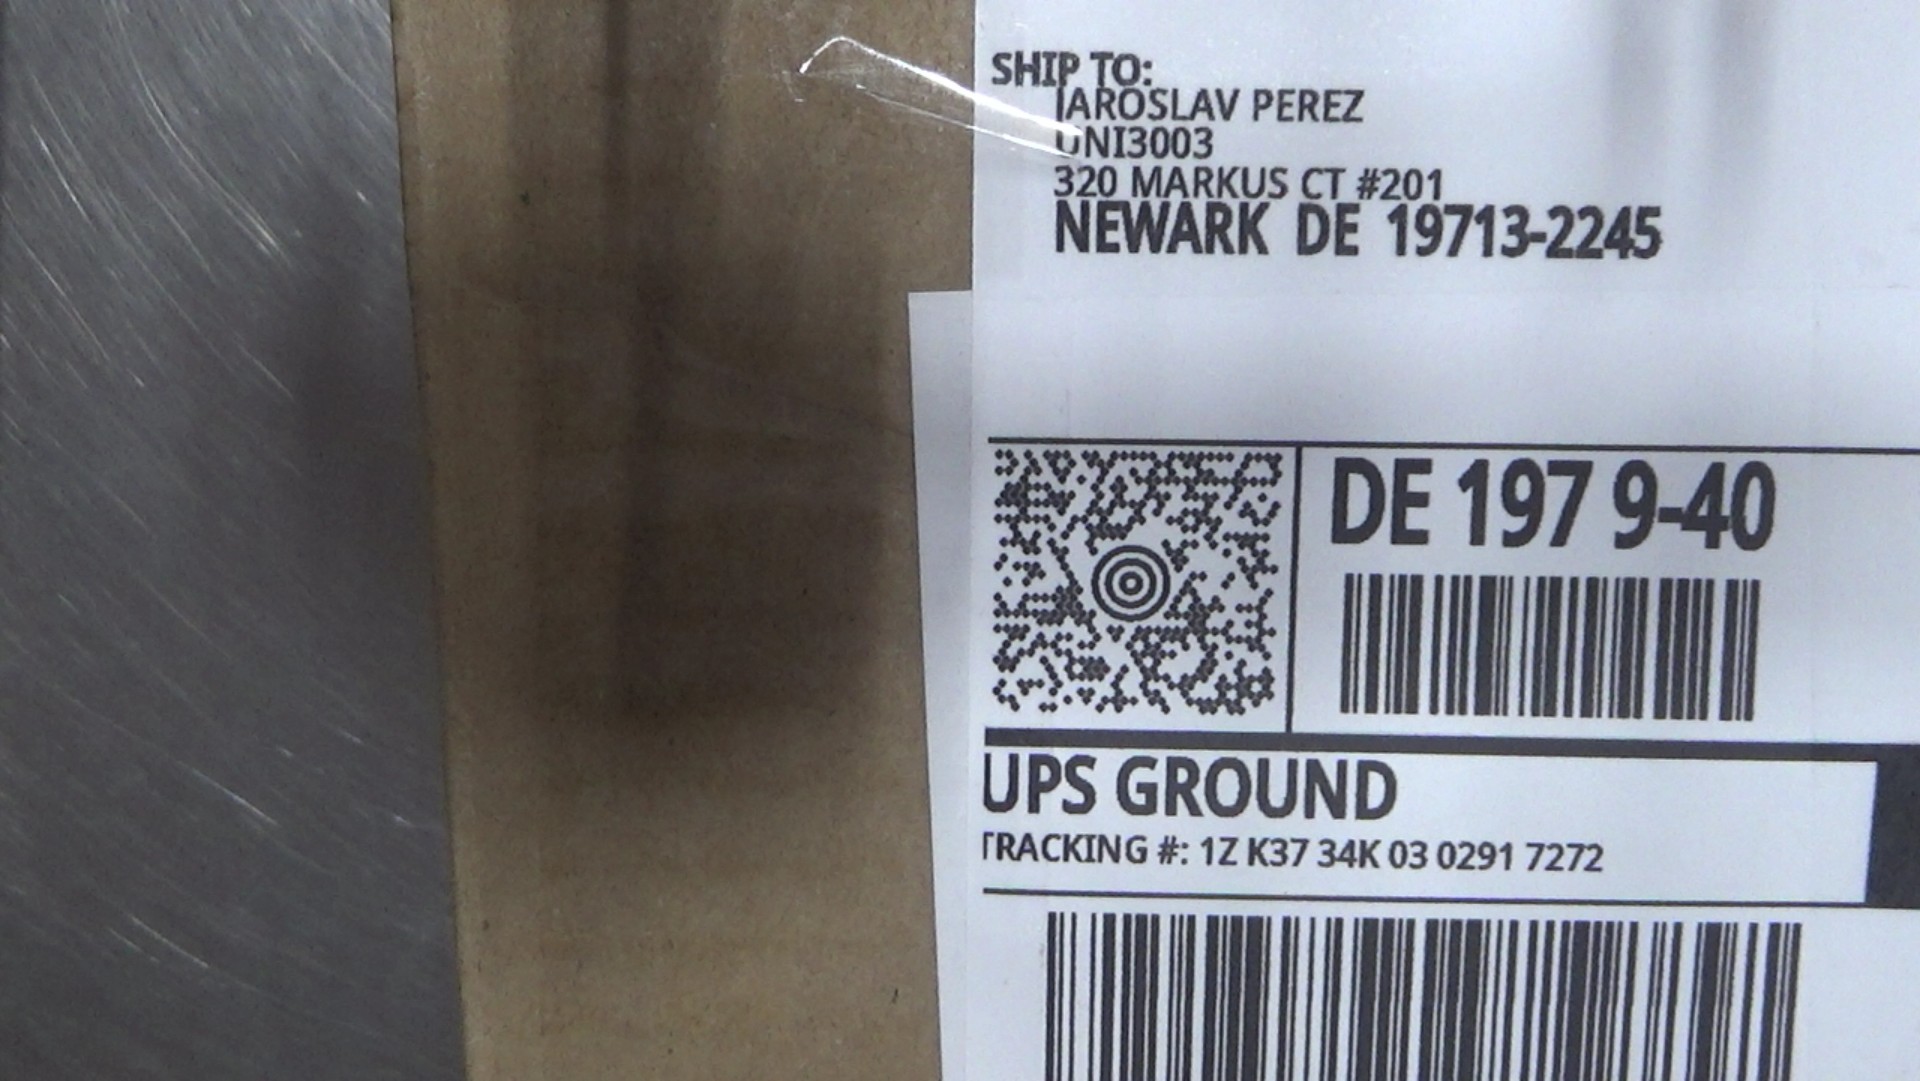 SHIP TO:
JAROSLAV PEREZ
UNI3003
320 MARKUS CT #201
NEWARK DE 19713-2245
DE 197 9-40
UPS GROUND
TRACKING #: 1Z K37 34K 03 0291 7272